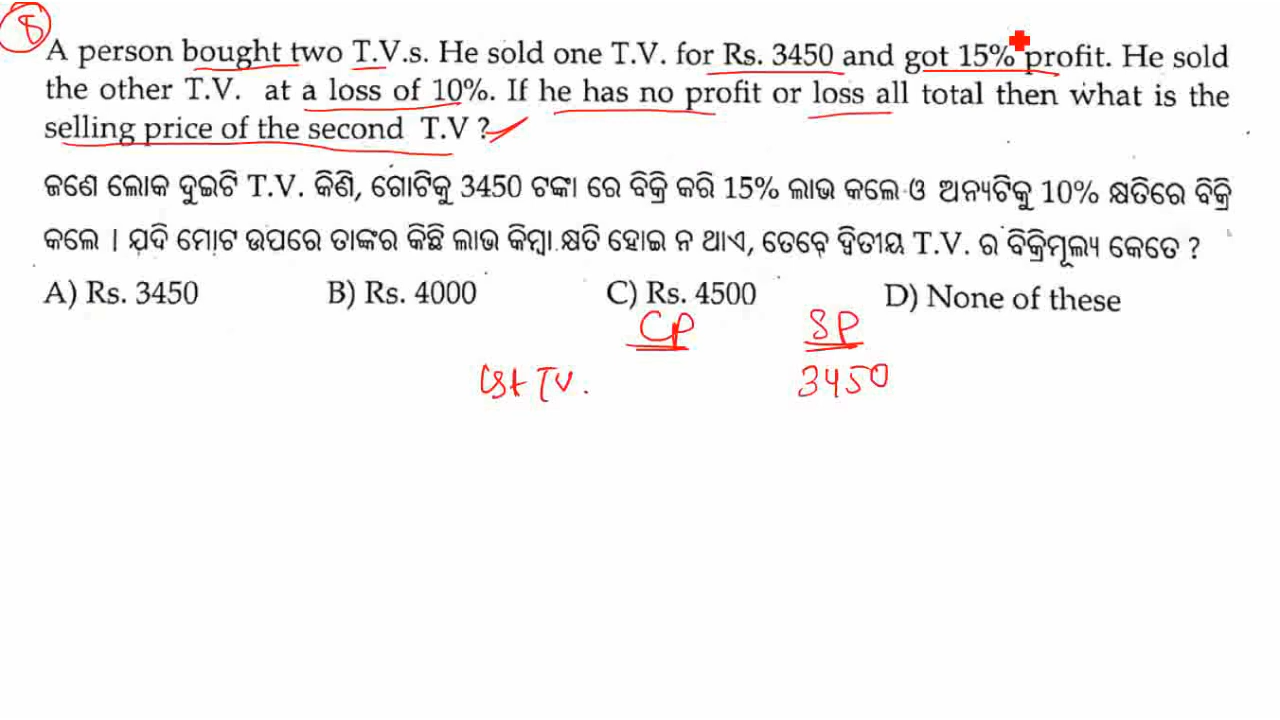 8
A person bought two T.V.s. He sold one T.V. for Rs. 3450 and got 15% profit. He sold
the other T.V. at a loss of 10%. If he has no profit or loss all total then what is the
selling price of the second T.V ?
ଜଣେ ଲୋକ ଦୁଇଟି T.V. କିଣି, ଗୋଟିକୁ 3450 ଟଙ୍କା ରେ ବିକ୍ରି କରି 15% ଲାଭ କଲେ ଓ ଅନ୍ୟଟିକୁ 10% କ୍ଷତିରେ ବିକ୍ରି
କଲେ । ଯଦି ମୋଟ ଉପରେ ତାଙ୍କର କିଛି ଲାଭ କିମ୍ବା କ୍ଷତି ହୋଇ ନ ଥାଏ, ତେବେ ଦ୍ୱିତୀୟ T.V. ର ବିକ୍ରିମୂଲ୍ୟ କେତେ ?
A) Rs. 3450 B) Rs. 4000 C) Rs. 4500 D) None of these
CP SP
1st TV. 3450